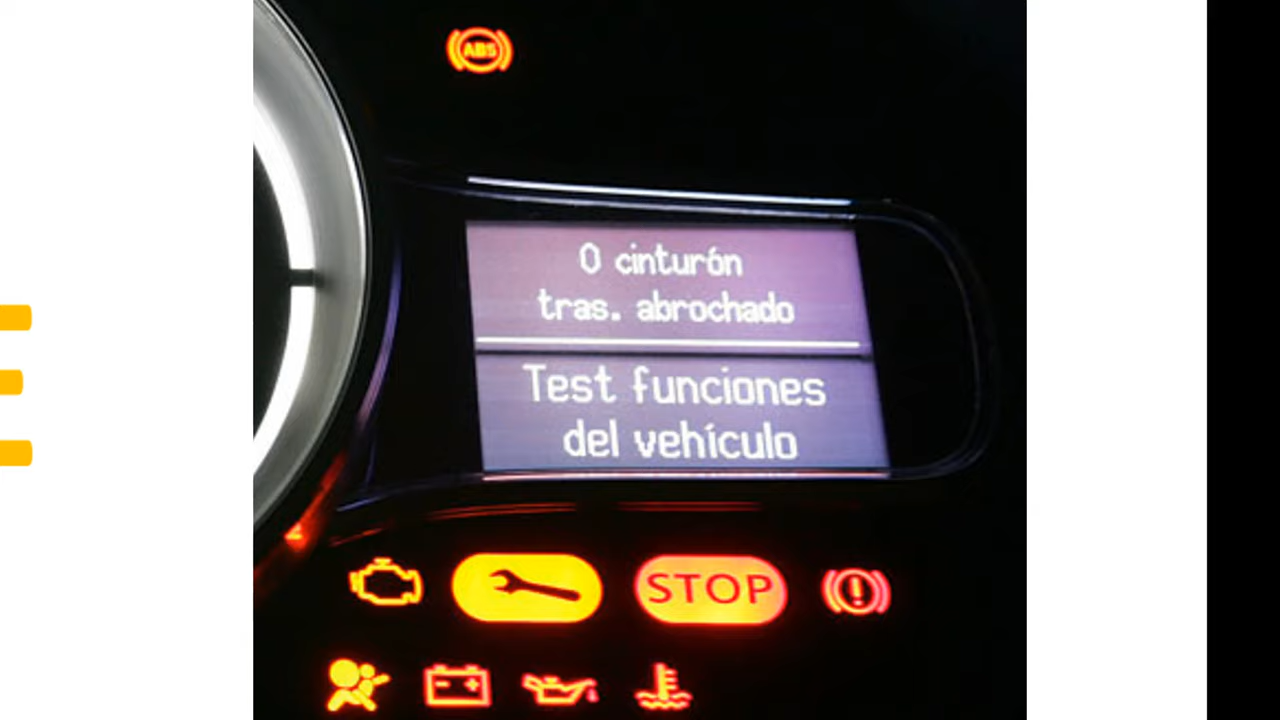 ABS
0 cinturón
tras. abrochado
Test funciones
del vehículo
STOP